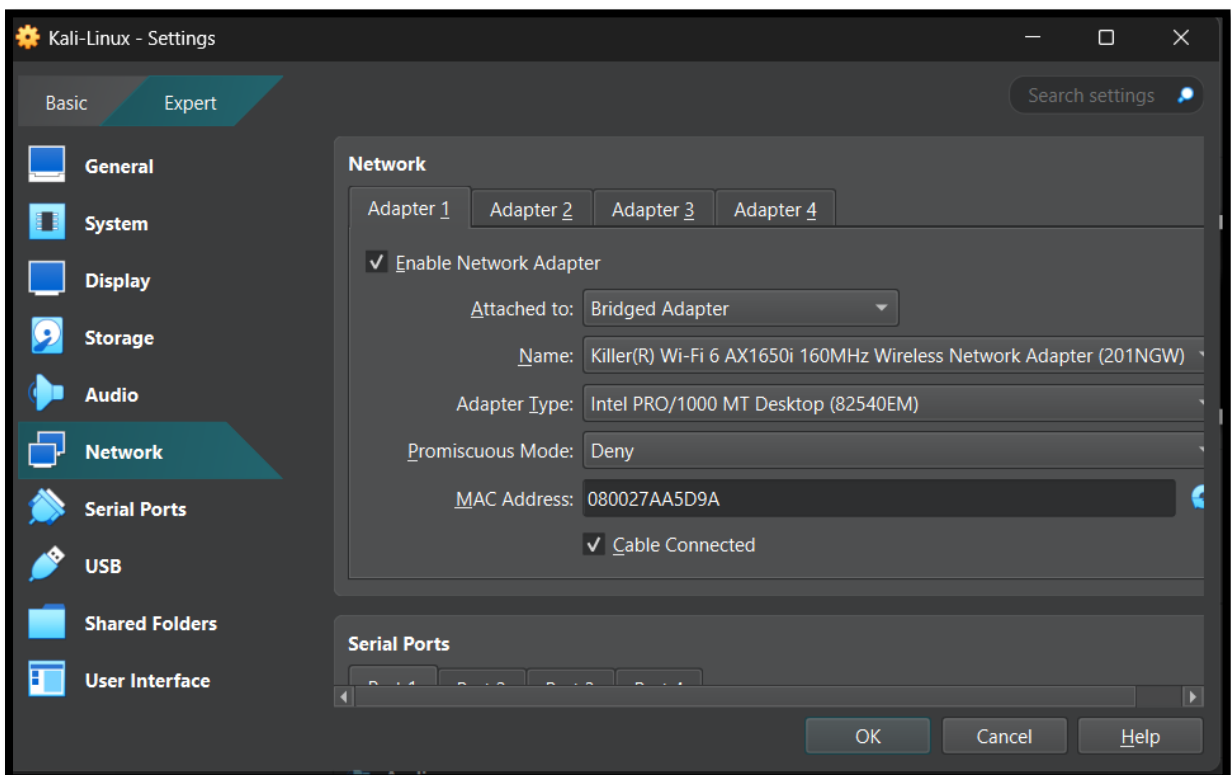 Kali-Linux - Settings
Basic Expert
Search settings
General
System
Display
Storage
Audio
Network
Serial Ports
USB
Shared Folders
User Interface
Network
Adapter 1 Adapter 2 Adapter 3 Adapter 4
Enable Network Adapter
Attached to: Bridged Adapter
Name: Killer(R) Wi-Fi 6 AX1650i 160MHz Wireless Network Adapter (201NGW)
Adapter Type: Intel PRO/1000 MT Desktop (82540EM)
Promiscuous Mode: Deny
MAC Address: 080027AA5D9A
Cable Connected
Serial Ports
OK Cancel Help